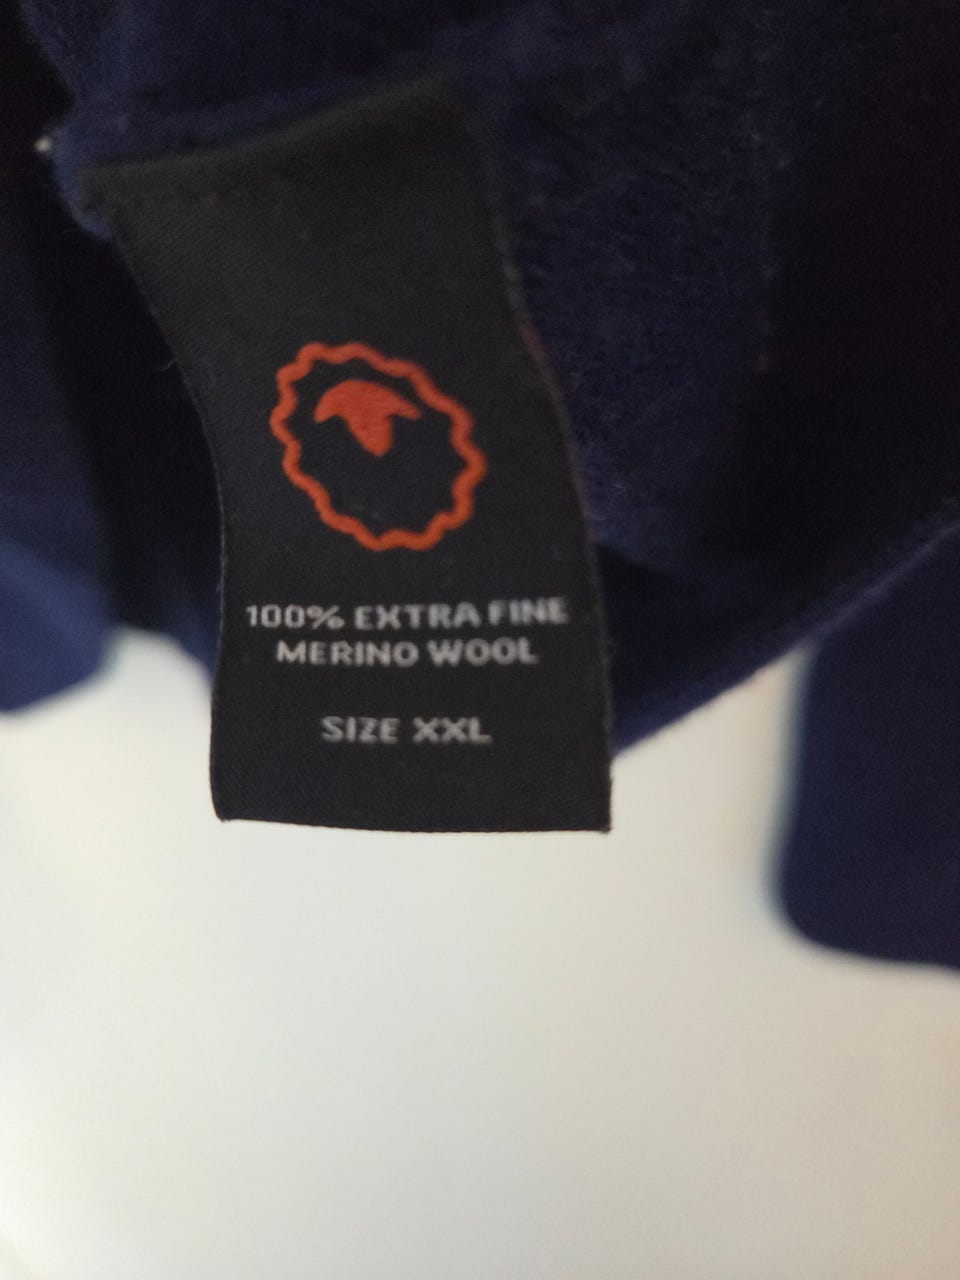 100% EXTRA FINE
MERINO WOOL
SIZE XXL